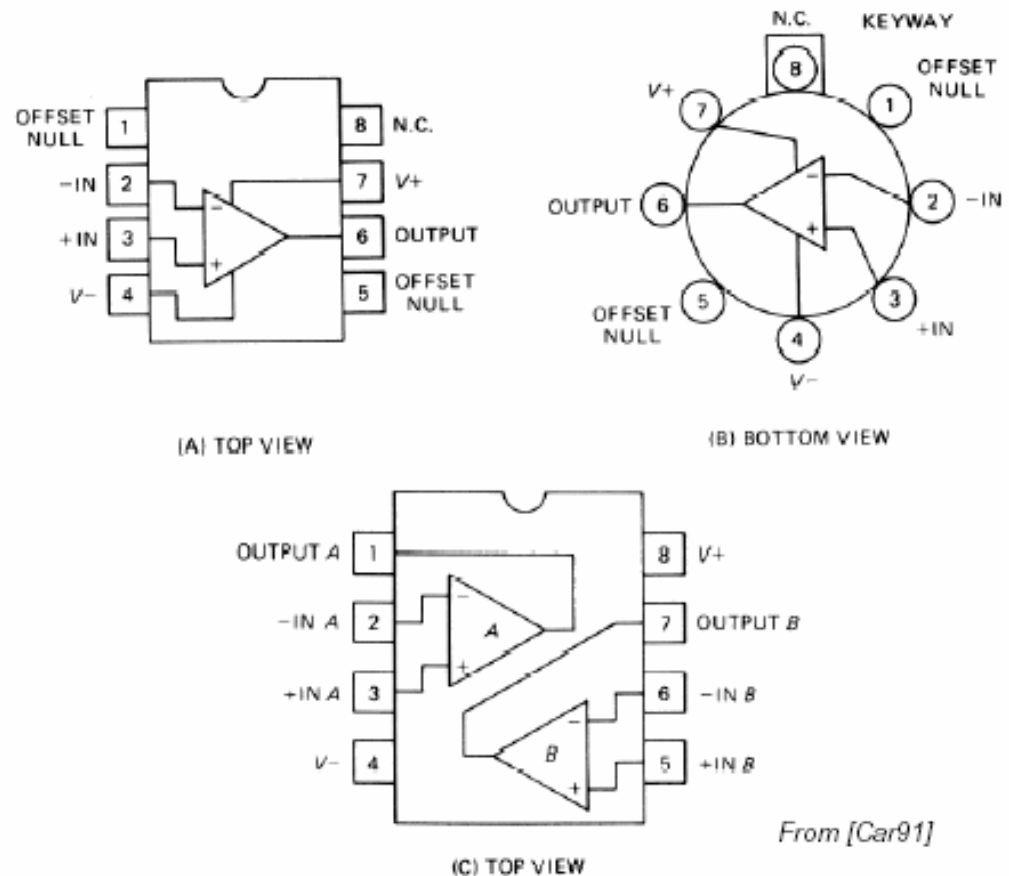 OFFSET
NULL
1
-IN
2
+IN
3
V-
4
8
N.C.
7
V+
6
OUTPUT
5
OFFSET
NULL
-
+
(A) TOP VIEW
N.C.
KEYWAY
8
OFFSET
NULL
1
V+
7
OUTPUT
6
2
-IN
OFFSET
NULL
5
3
+IN
4
V-
-
+
(B) BOTTOM VIEW
OUTPUT A
1
-IN A
2
+IN A
3
V-
4
8
V+
7
OUTPUT B
6
-IN B
5
+IN B
-
A
+
-
B
+
From [Car91]
(C) TOP VIEW